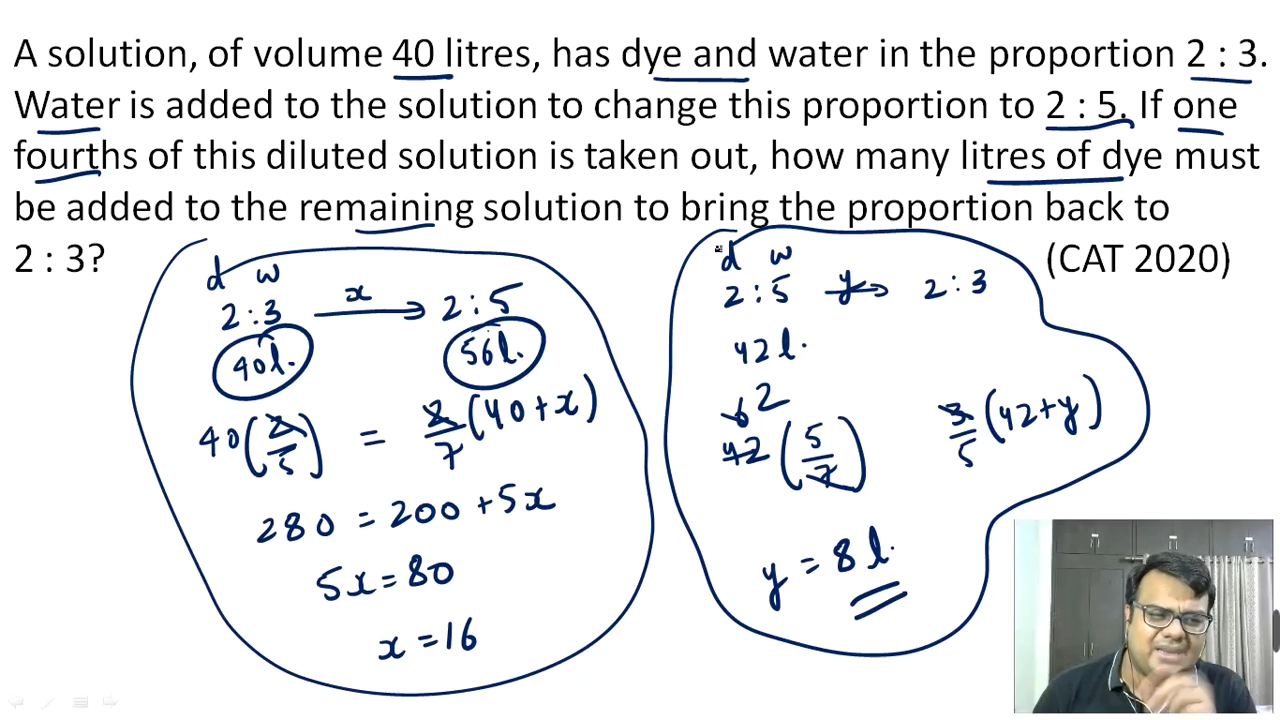 A solution, of volume 40 litres, has dye and water in the proportion 2 : 3.
Water is added to the solution to change this proportion to 2 : 5. If one
fourths of this diluted solution is taken out, how many litres of dye must
be added to the remaining solution to bring the proportion back to
2 : 3? (CAT 2020)
d w
2:3 x → 2:5
40l. 56l.
40(2/5) = 2/7(40+x)
280 = 200 +5x
5x=80
x=16
d w
2:5 y→ 2:3
42l.
6 2
42(5/7) 3/5(42+y)
y = 8l.